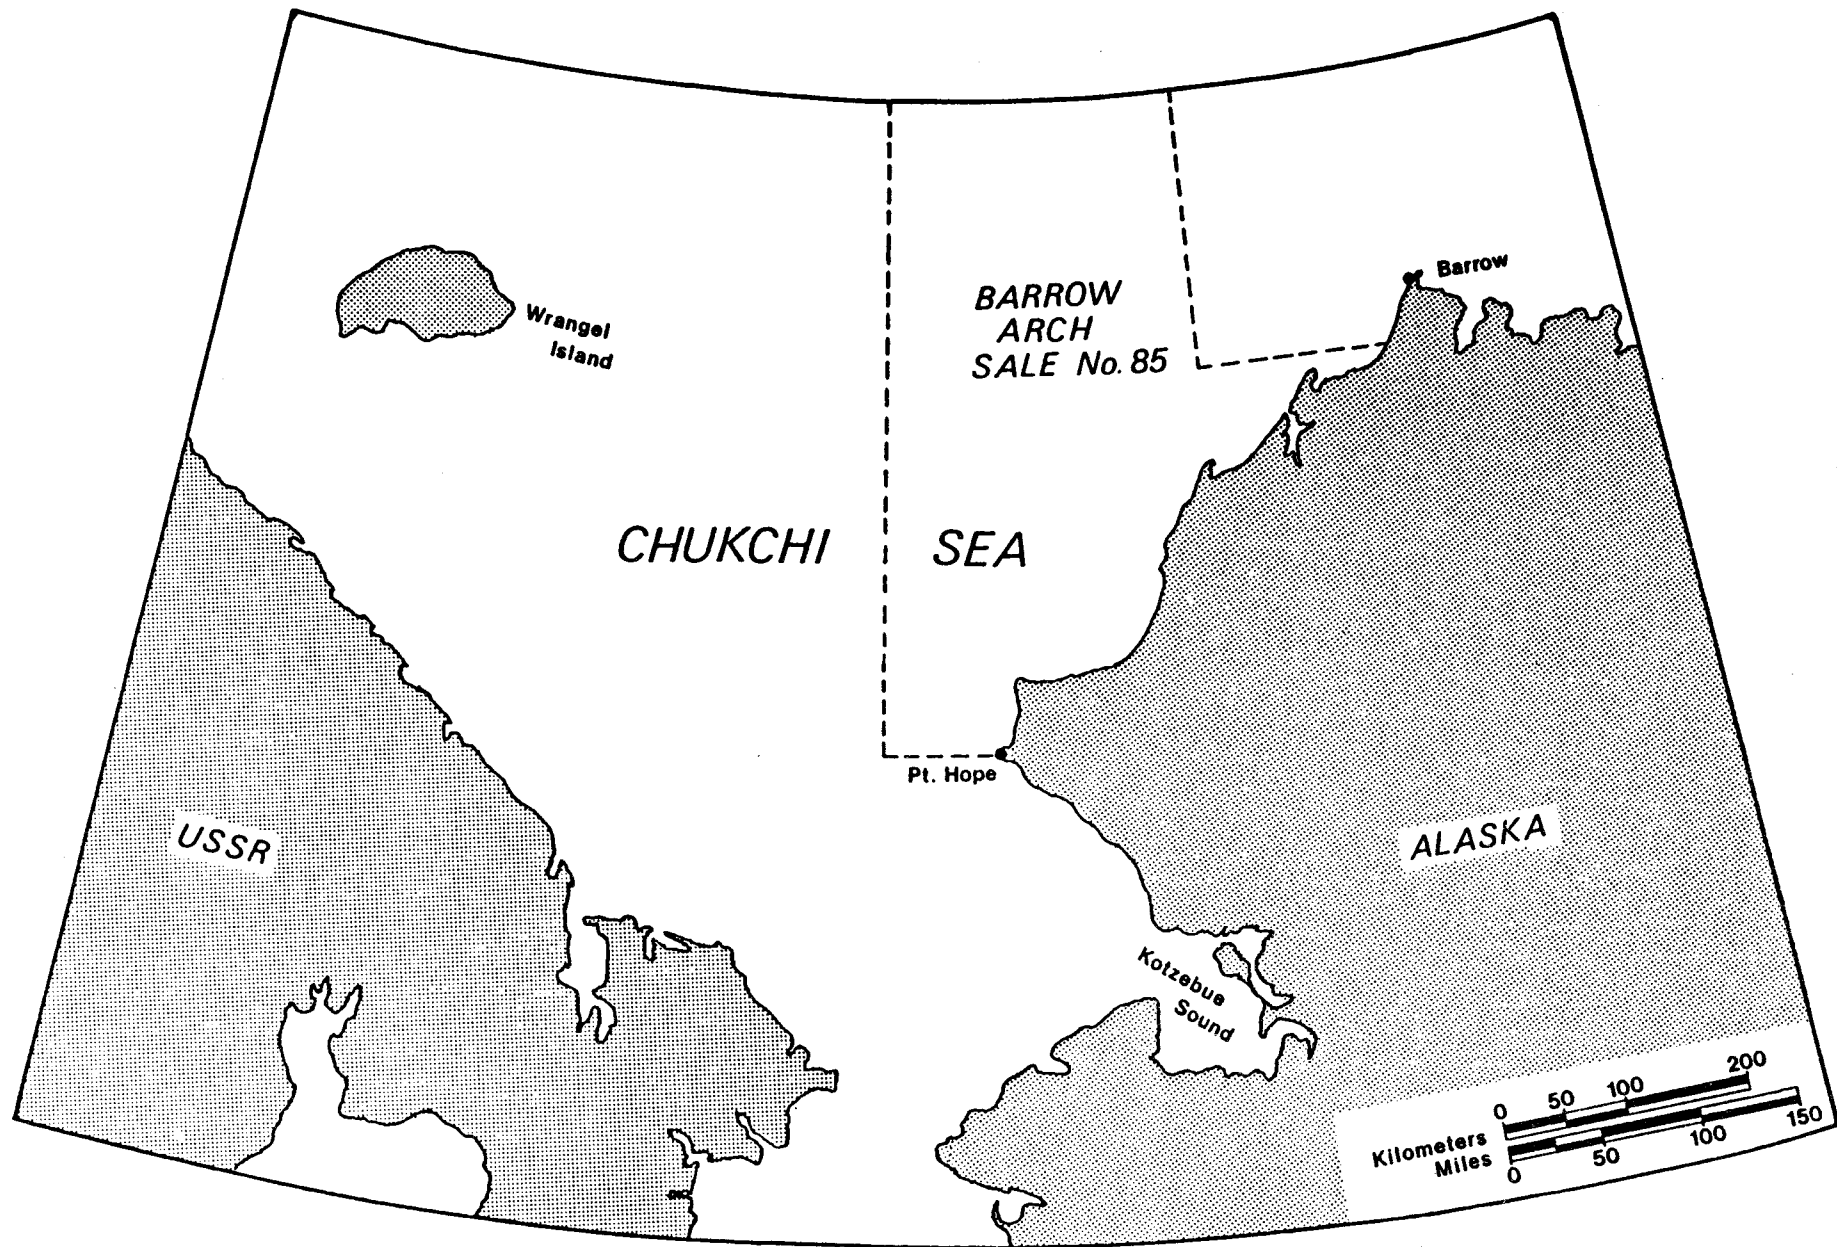 Barrow
BARROW
ARCH
SALE No. 85
Wrangel
Island
CHUKCHI SEA
Pt. Hope
USSR
ALASKA
Kotzebue
Sound
0 50 100 200
Kilometers
Miles
0 50 100 150